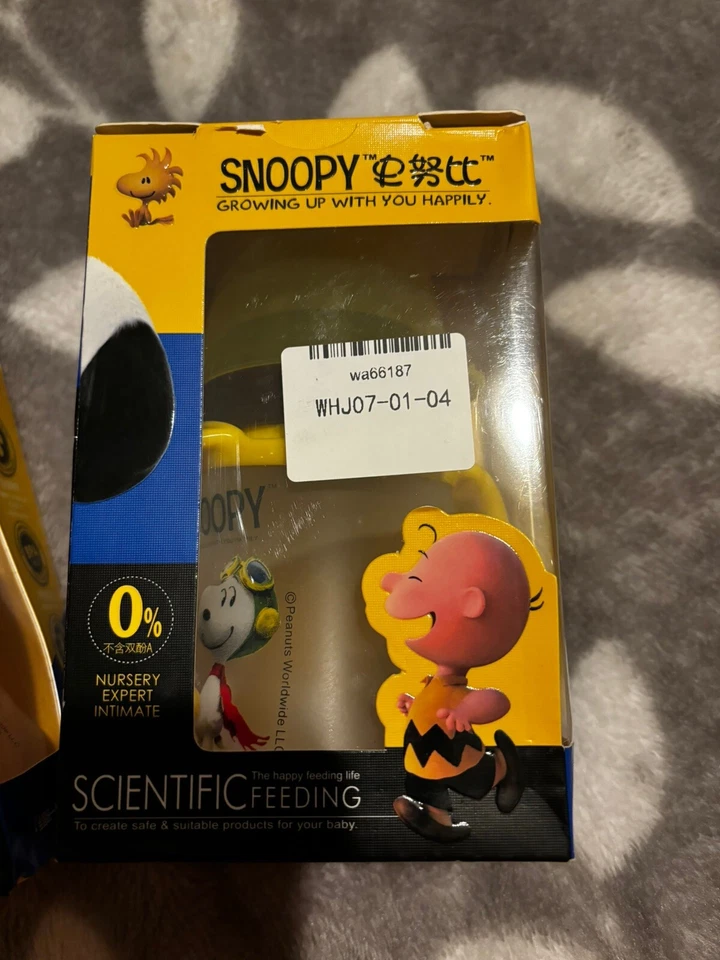 SNOOPY™史努比™
GROWING UP WITH YOU HAPPILY.
wa66187
WHJ07-01-04
OOPY™
©Peanuts Worldwide LLC
0%
不含双酚A
NURSERY
EXPERT
INTIMATE
SCIENTIFIC FEEDING
The happy feeding life
To create safe & suitable products for your baby.